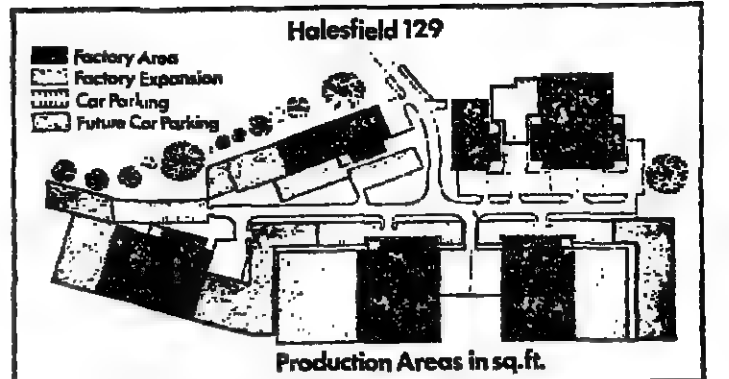 Halesfield 129
Factory Area
Factory Expansion
Car Parking
Future Car Parking
Production Areas in sq.ft.